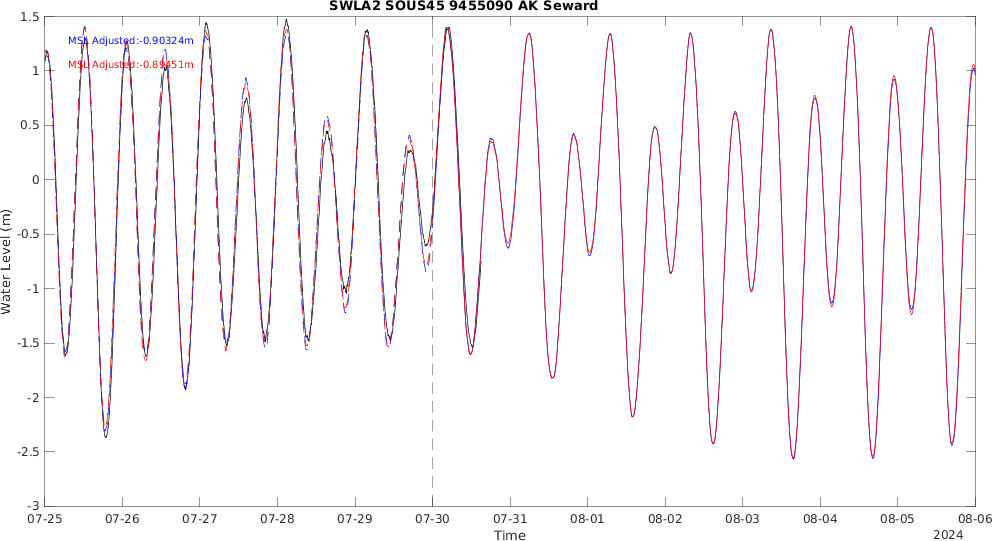 SWLA2 SOUS45 9455090 AK Seward
1.5
MSL Adjusted:-0.90324m
1
MSL Adjusted:-0.89451m
0.5
0
-0.5
Water Level (m)
-1
-1.5
-2
-2.5
-3
07-25 07-26 07-27 07-28 07-29 07-30 07-31 08-01 08-02 08-03 08-04 08-05 08-06
Time
2024